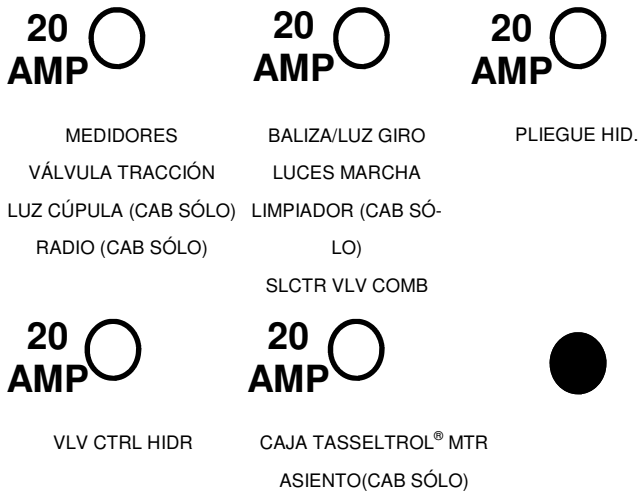 20
AMP
MEDIDORES
VÁLVULA TRACCIÓN
LUZ CÚPULA (CAB SÓLO)
RADIO (CAB SÓLO)
20
AMP
BALIZA/LUZ GIRO
LUCES MARCHA
LIMPIADOR (CAB SÓ-
LO)
SLCTR VLV COMB
20
AMP
PLIEGUE HID.
20
AMP
VLV CTRL HIDR
20
AMP
CAJA TASSELTROL® MTR
ASIENTO(CAB SÓLO)